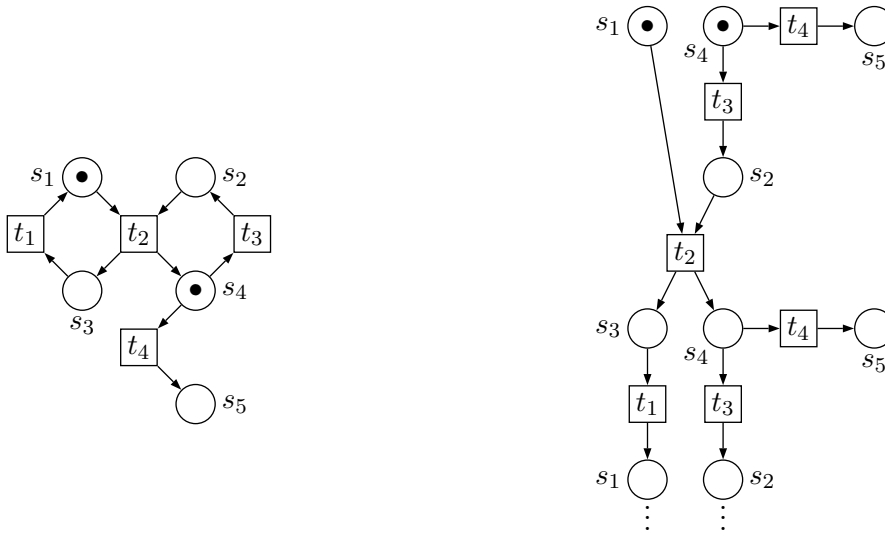 s₁ s₂
t₁ t₂ t₃
s₃ s₄
t₄
s₅
s₁ s₄ t₄ s₅
t₃
s₂
t₂
s₃ s₄ t₄ s₅
t₁ t₃
s₁ s₂